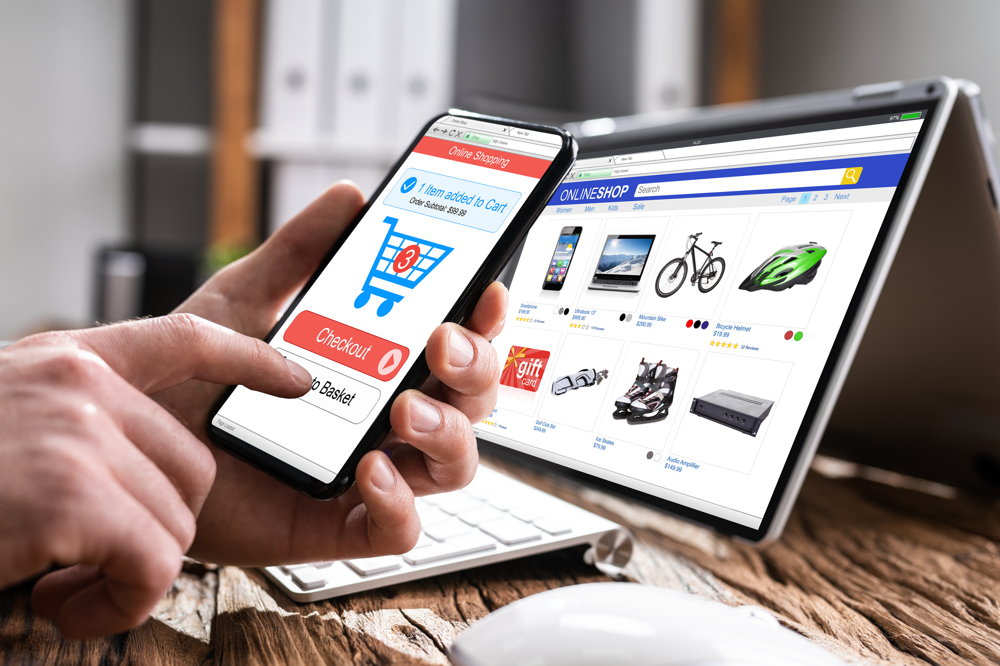 Online Shop
X
New Tab
Shop
http://www.
Online Shopping
1 Item added to Cart
Order Subtotal: $99.99
3
Checkout
to Basket
Page Loaded
14:23
97%
X
New Tab
Shop
http://www.
ONLINESHOP
Search
Women Men Kids Sale
Page 1 2 3 Next
Smartphone
$199.95
22 Reviews
Ultrabook 13"
$995.90
118 Reviews
Mountain Bike
$290.95
Bicycle Helmet
$19.99
32 Reviews
gift
card
2 Reviews
Golf Club Set
$249.99
Ice Skates
$79.99
Audio Amplifier
$149.99